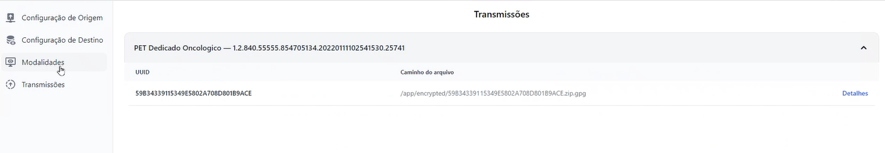 Transmissões
Configuração de Origem
Configuração de Destino
Modalidades
Transmissões
PET Dedicado Oncologico — 1.2.840.55555.854705134.20220111102541530.25741
UUID Caminho do arquivo
59B34339115349E5802A708D801B9ACE /app/encrypted/59B34339115349E5802A708D801B9ACE.zip.gpg Detalhes